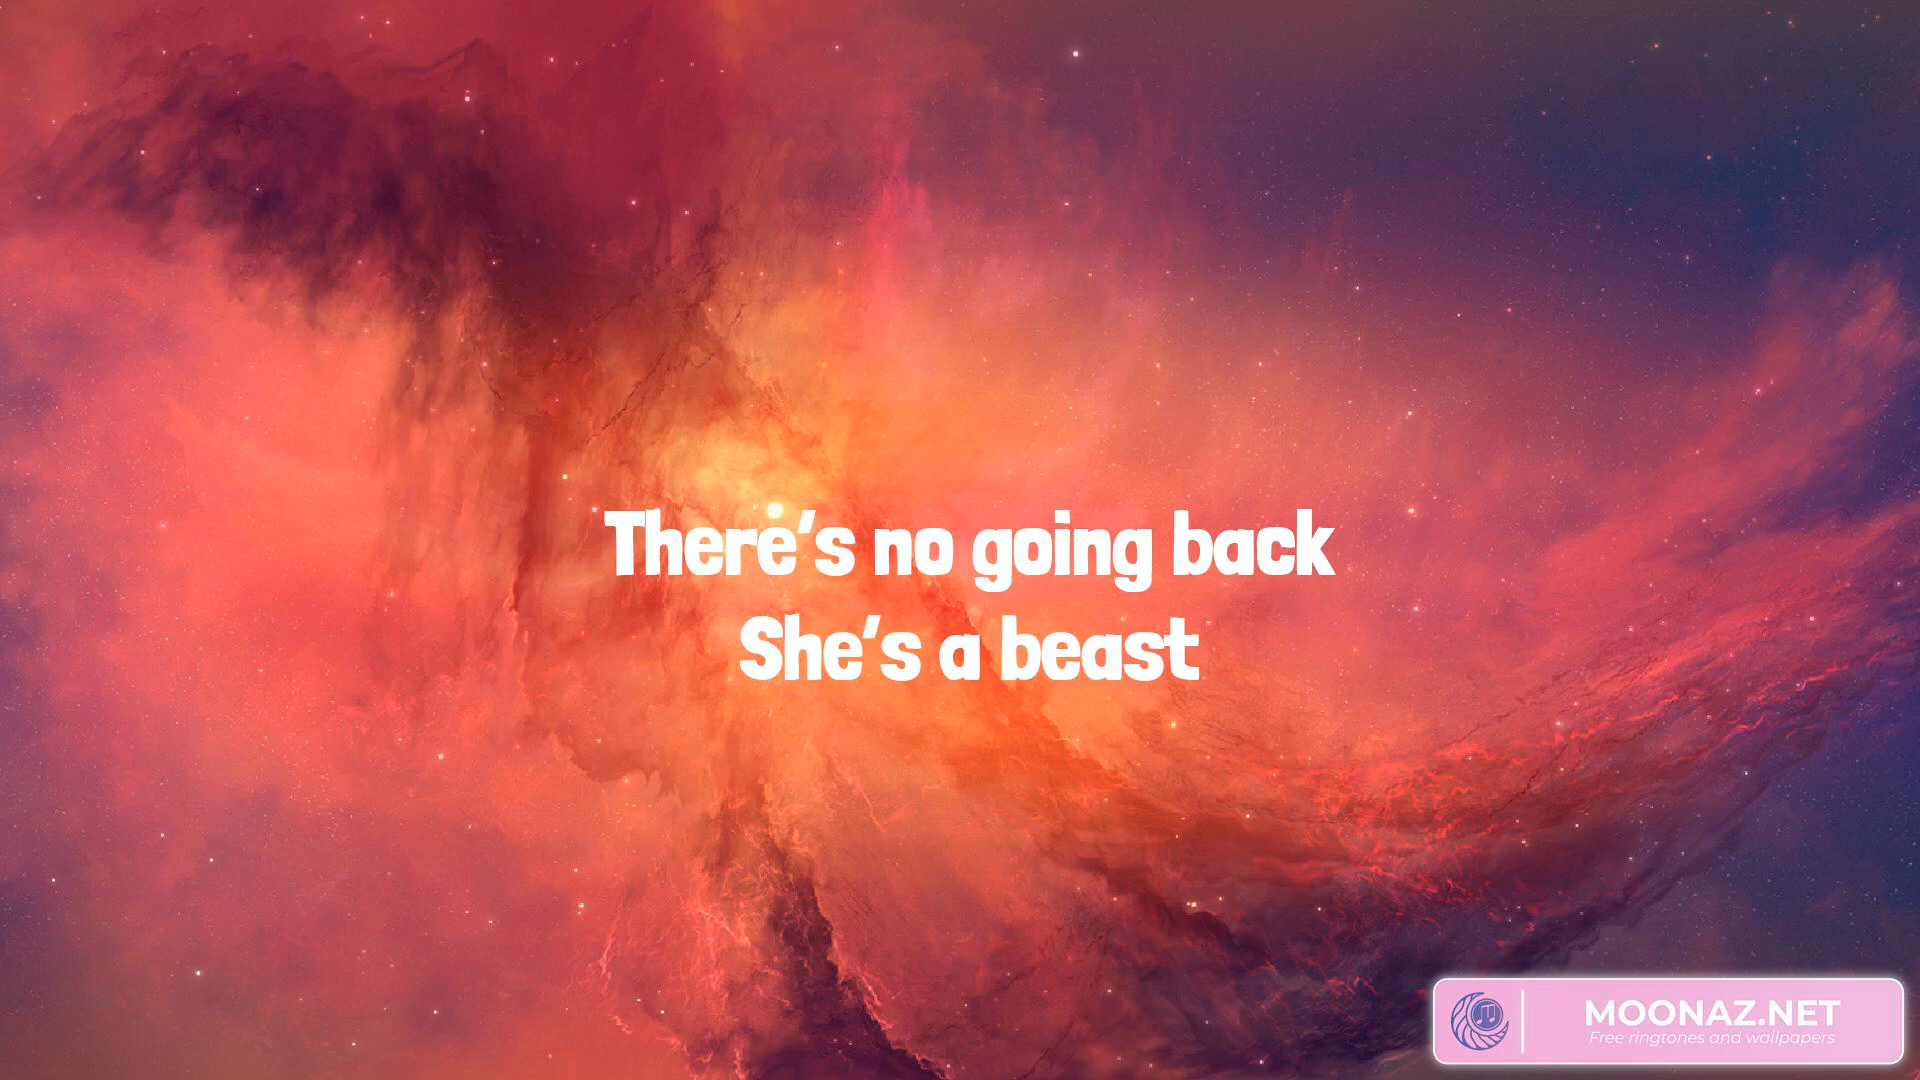 There's no going back
She's a beast
MOONAZ.NET
Free ringtones and wallpapers